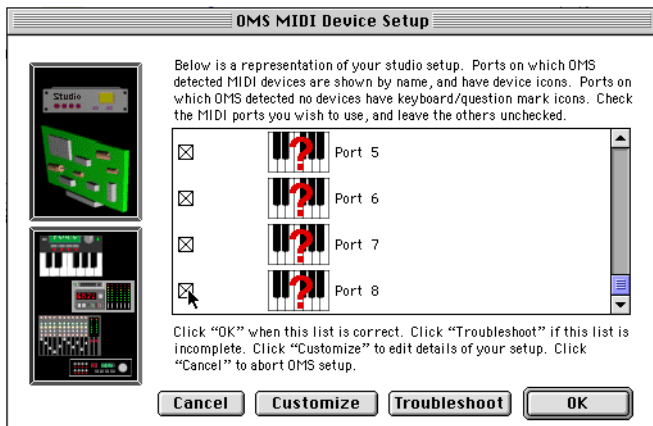 OMS MIDI Device Setup
Below is a representation of your studio setup. Ports on which OMS
detected MIDI devices are shown by name, and have device icons. Ports on
which OMS detected no devices have keyboard/question mark icons. Check
the MIDI ports you wish to use, and leave the others unchecked.
Studio
Port 5
Port 6
Port 7
Port 8
Click “OK” when this list is correct. Click “Troubleshoot” if this list is
incomplete. Click “Customize” to edit details of your setup. Click
“Cancel” to abort OMS setup.
Cancel Customize Troubleshoot OK